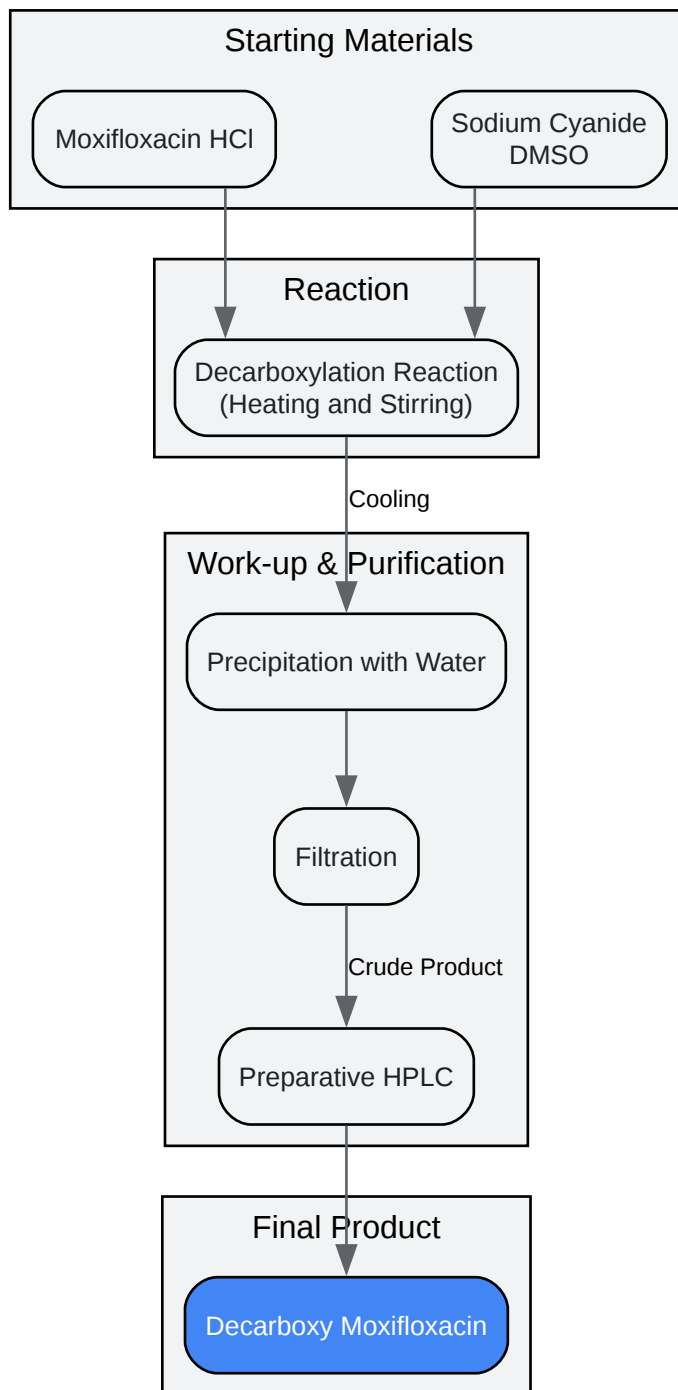 Starting Materials
Moxifloxacin HCl
Sodium Cyanide
DMSO
Reaction
Decarboxylation Reaction
(Heating and Stirring)
Cooling
Work-up & Purification
Precipitation with Water
Filtration
Crude Product
Preparative HPLC
Final Product
Decarboxy Moxifloxacin